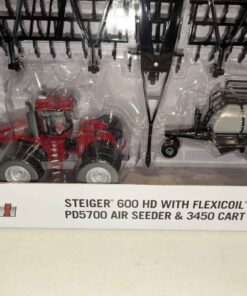 STEIGER® 600 HD WITH FLEXICOIL®
PD5700 AIR SEEDER & 3450 CART